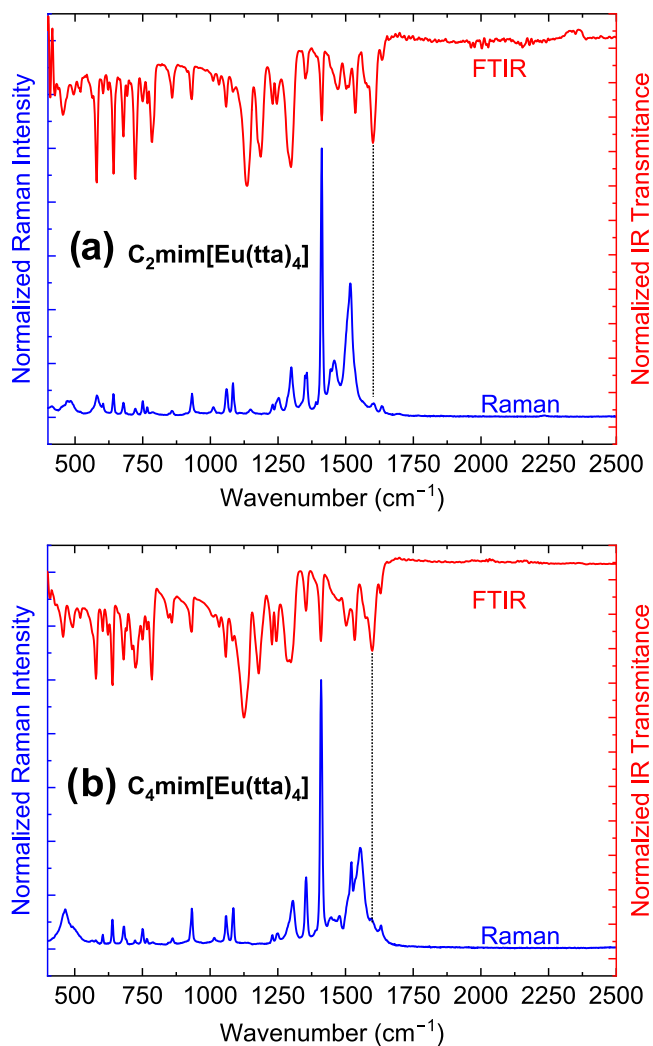 Normalized Raman Intensity
Normalized IR Transmitance
FTIR
(a) C₂mim[Eu(tta)₄]
Raman
500 750 1000 1250 1500 1750 2000 2250 2500
Wavenumber (cm⁻¹)
Normalized Raman Intensity
Normalzied IR Transmitance
FTIR
(b) C₄mim[Eu(tta)₄]
Raman
500 750 1000 1250 1500 1750 2000 2250 2500
Wavenumber (cm⁻¹)